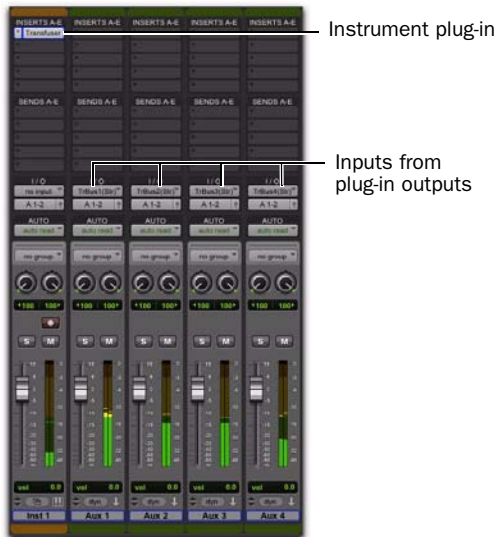 INSERTS A-E INSERTS A-E INSERTS A-E INSERTS A-E INSERTS A-E
Transfuser
Instrument plug-in
SENDS A-E SENDS A-E SENDS A-E SENDS A-E SENDS A-E
Inputs from
plug-in outputs
I / O I / O I / O I / O I / O
no input TrBus1(Str) TrBus2(Str) TrBus3(Str) TrBus4(Str)
A 1-2 A 1-2 A 1-2 A 1-2 A 1-2
AUTO AUTO AUTO AUTO AUTO
auto read auto read auto read auto read auto read
no group no group no group no group no group
100 100 100 100 100 100 100 100 100 100
S M S M S M S M S M
vol 0.0 vol 0.0 vol 0.0 vol 0.0 vol 0.0
dyn dyn dyn dyn
Inst 1 Aux 1 Aux 2 Aux 3 Aux 4